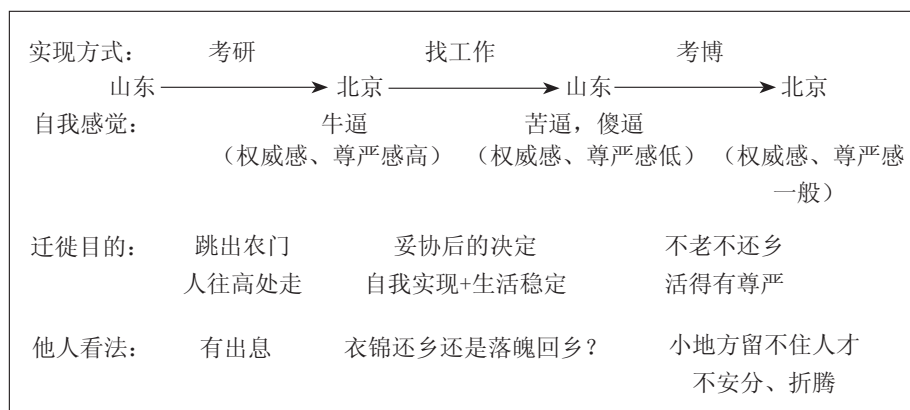 实现方式： 考研 找工作 考博
山东 北京 山东 北京
自我感觉： 牛逼 苦逼，傻逼
（权威感、尊严感高） （权威感、尊严感低） （权威感、尊严感
一般）
迁徙目的： 跳出农门 妥协后的决定 不老不还乡
人往高处走 自我实现+生活稳定 活得有尊严
他人看法： 有出息 衣锦还乡还是落魄回乡？ 小地方留不住人才
不安分、折腾